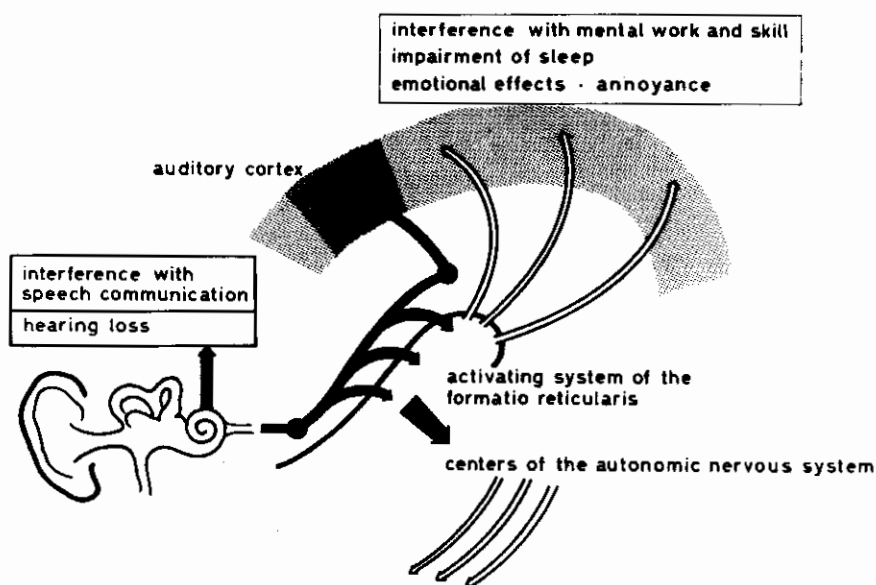 interference with mental work and skill
impairment of sleep
emotional effects · annoyance
auditory cortex
interference with
speech communication
hearing loss
activating system of the
formatio reticularis
centers of the autonomic nervous system